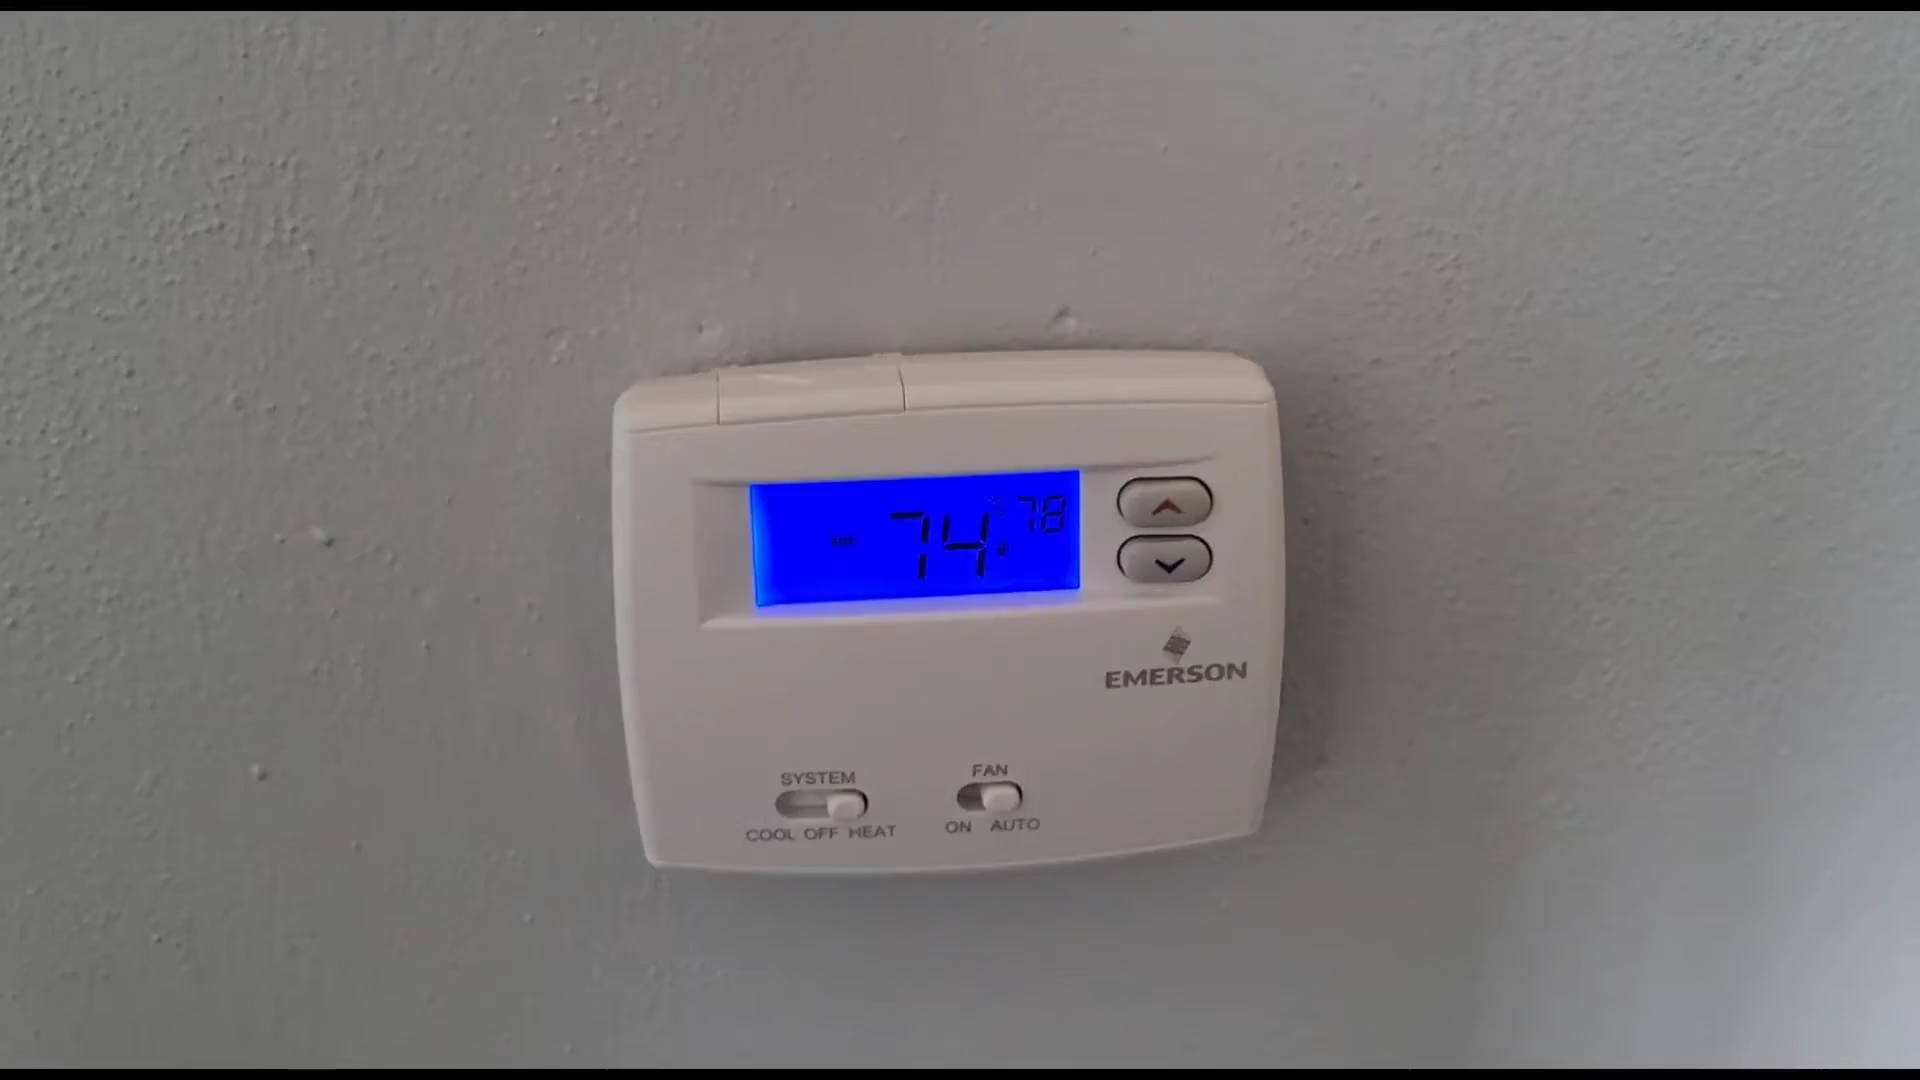 74 78
EMERSON
SYSTEM FAN
COOL OFF HEAT ON AUTO